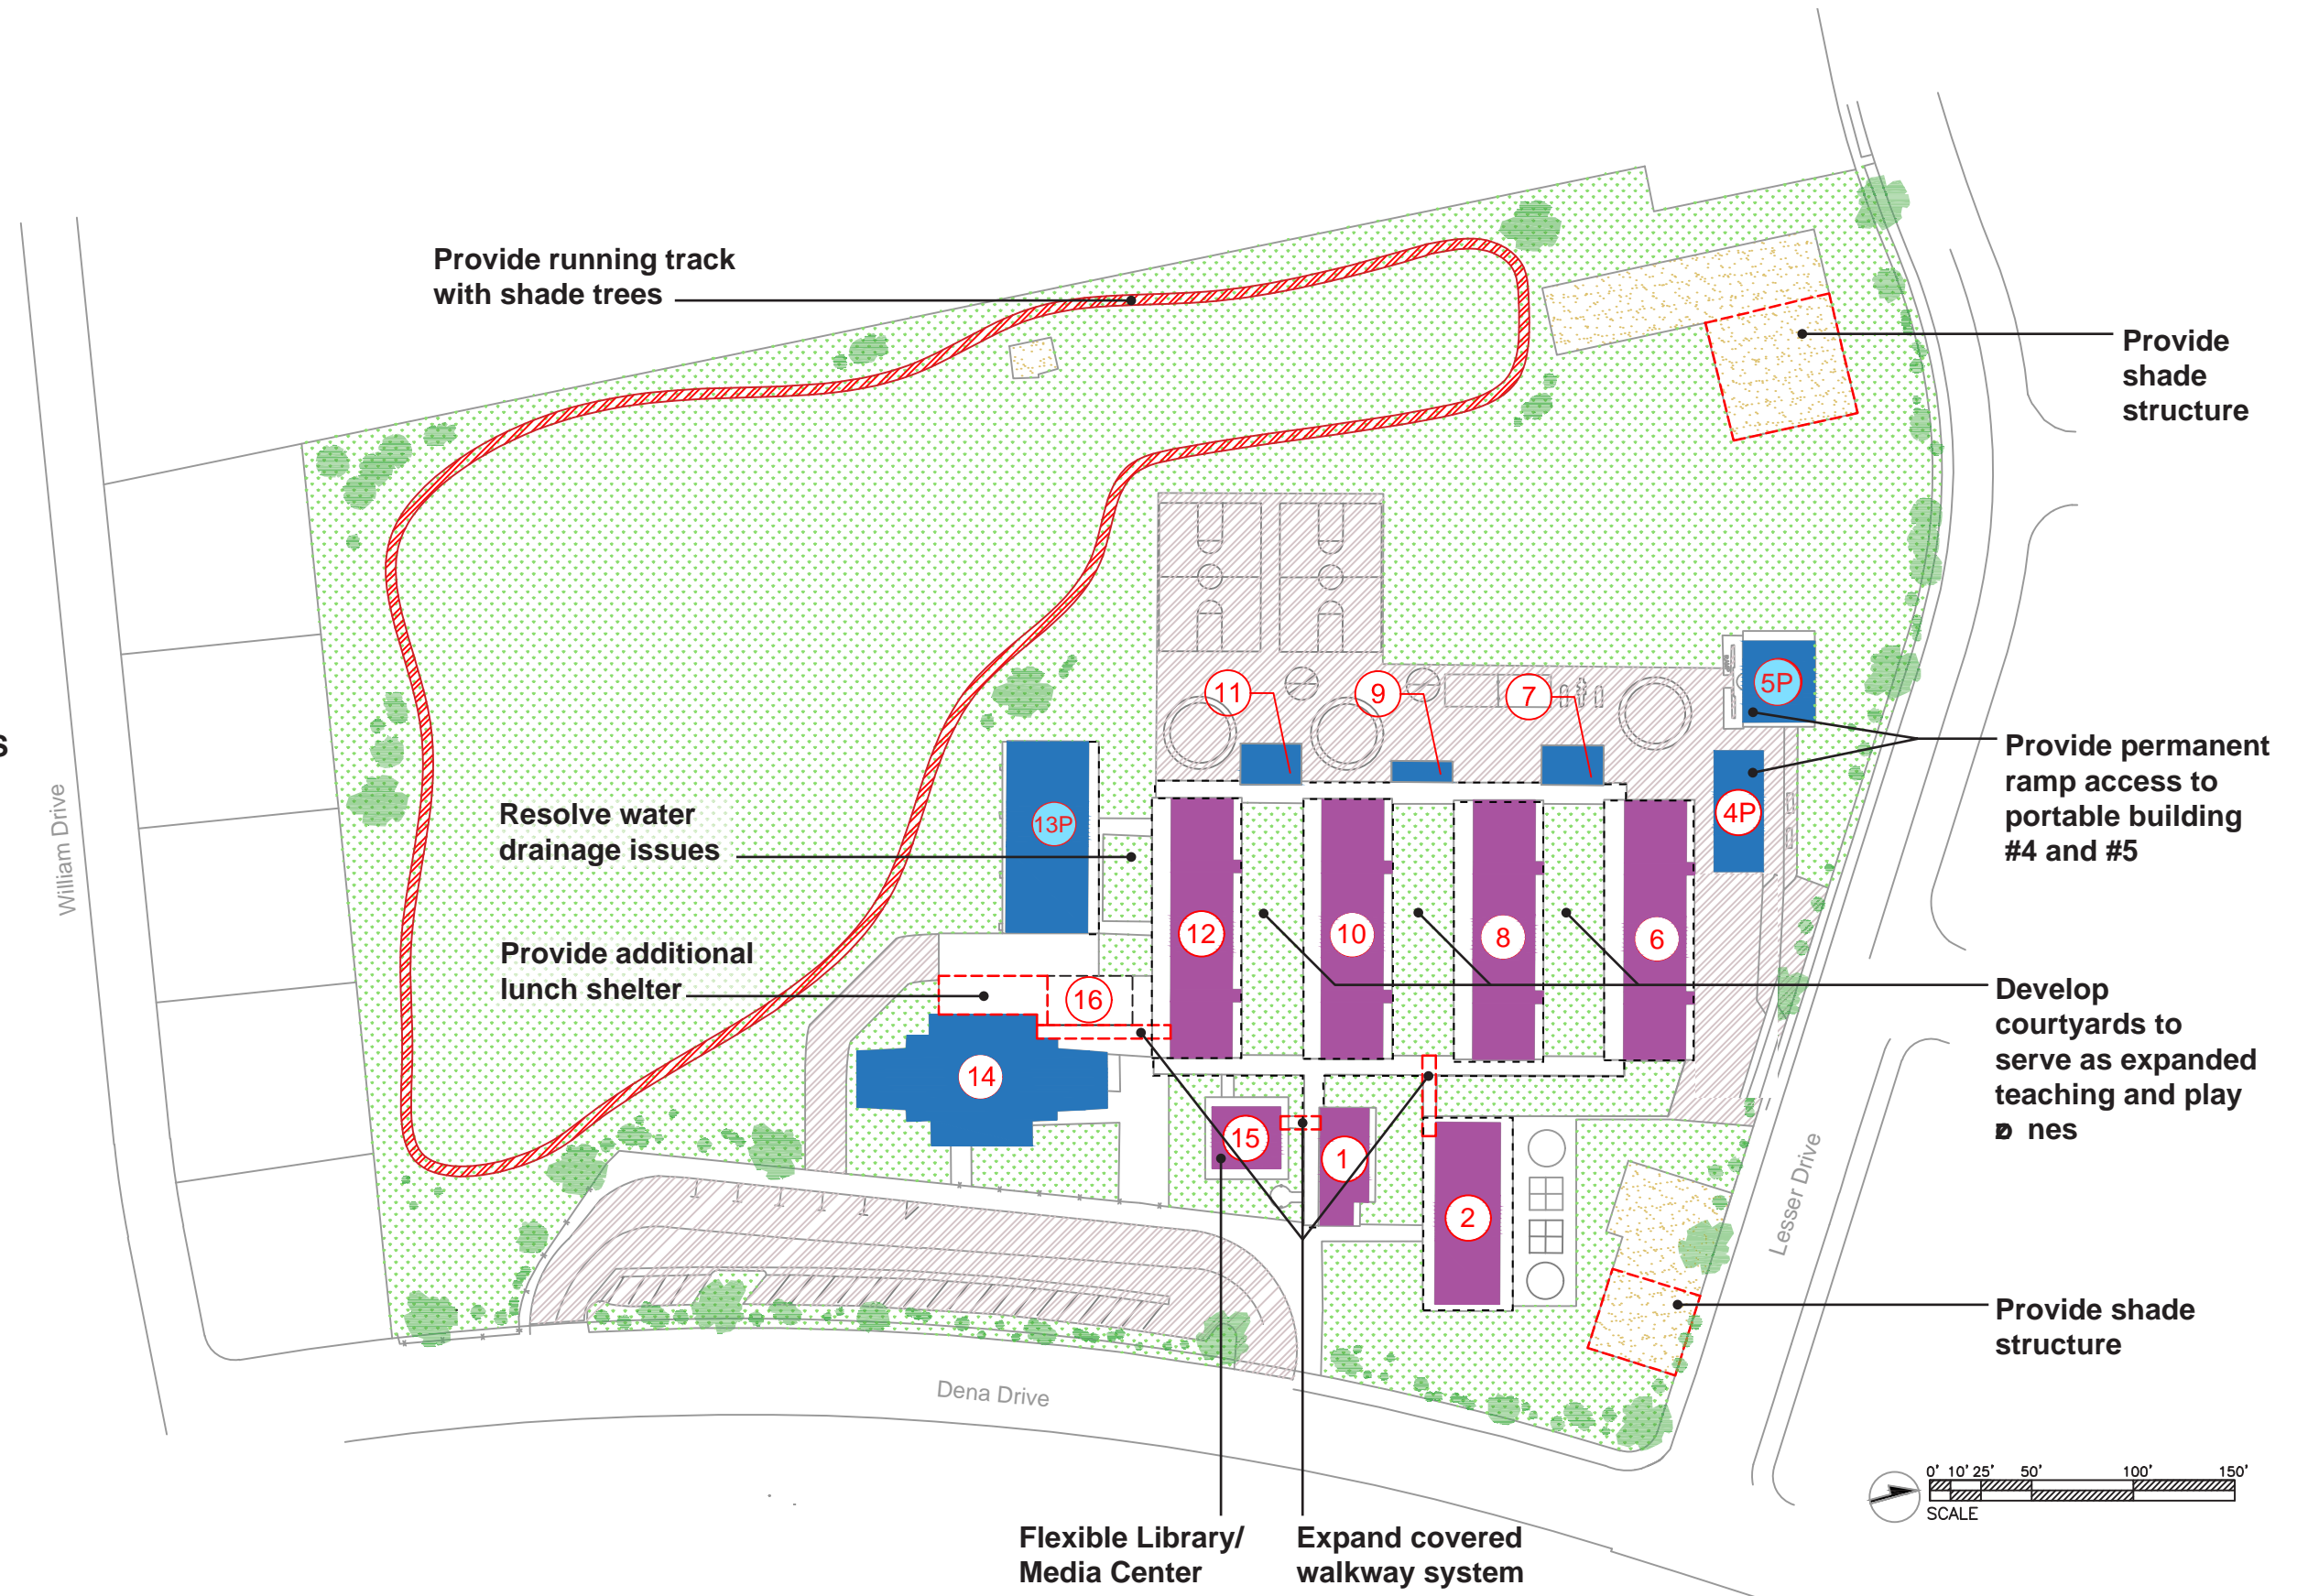 Provide running track
with shade trees
Provide
shade
structure
11
9
7
5P
s
Provide permanent
ramp access to
portable building
#4 and #5
William Drive
Resolve water
drainage issues
13P
4P
12
10
8
6
Provide additional
lunch shelter
16
Develop
courtyards to
serve as expanded
teaching and play
nes
14
15
1
2
Lesser Drive
Provide shade
structure
Dena Drive
0' 10' 25' 50' 100' 150'
SCALE
Flexible Library/
Media Center
Expand covered
walkway system